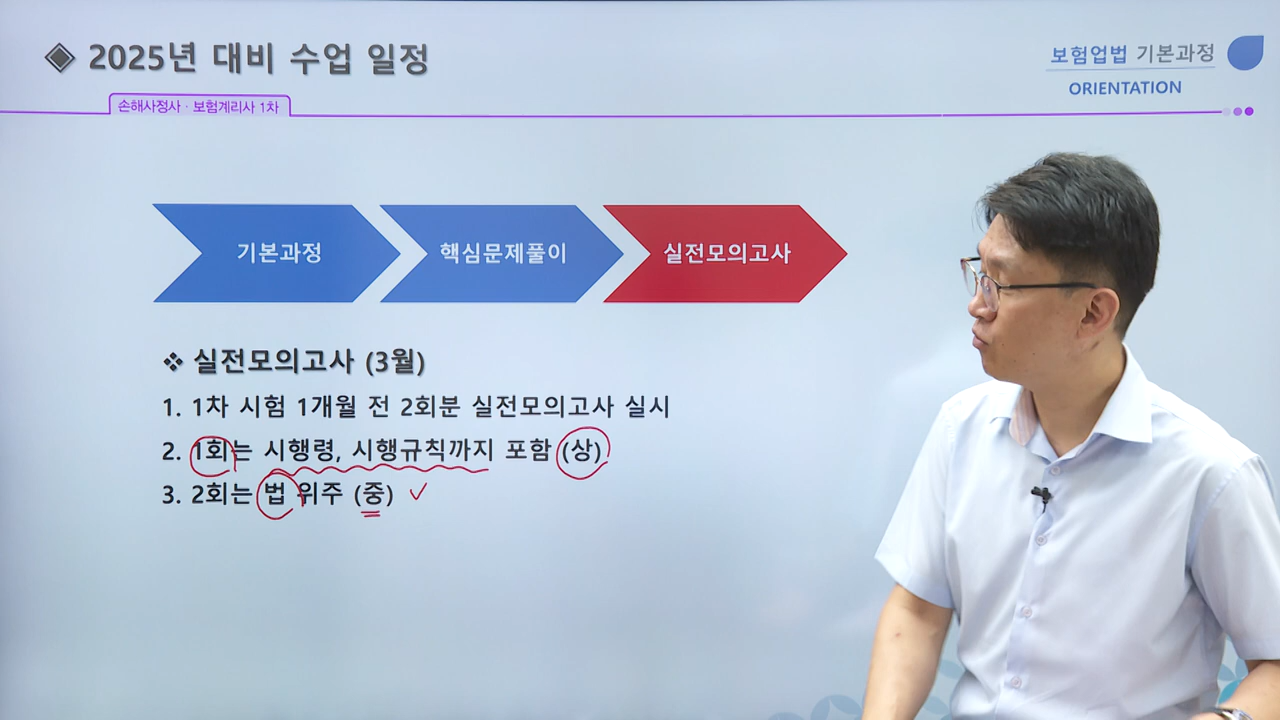 2025년 대비 수업 일정
보험업법 기본과정
ORIENTATION
손해사정사 · 보험계리사 1차
기본과정
핵심문제풀이
실전모의고사
❖ 실전모의고사 (3월)
1. 1차 시험 1개월 전 2회분 실전모의고사 실시
2. 1회는 시행령, 시행규칙까지 포함 (상)
3. 2회는 법 위주 (중)